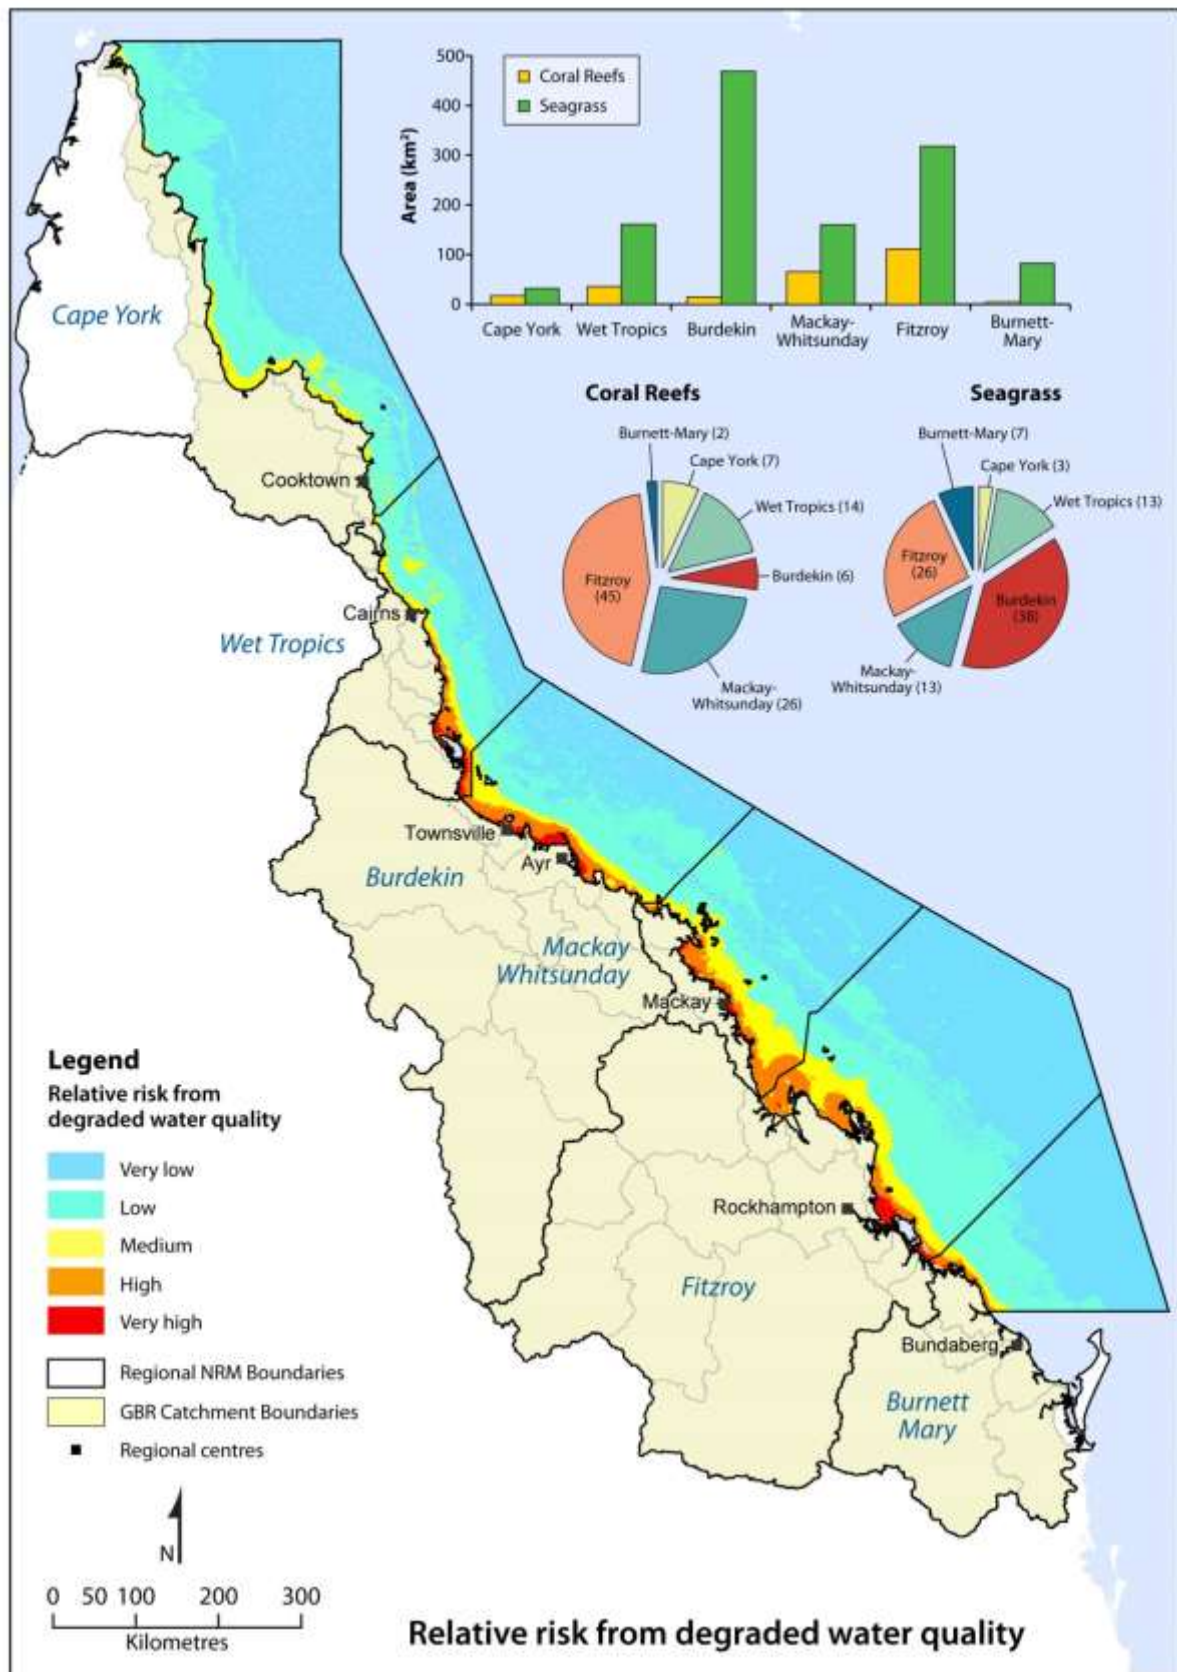 500
400
300
200
100
0
Area (km²)
Coral Reefs
Seagrass
Cape York
Wet Tropics
Burdekin
Mackay-
Whitsunday
Fitzroy
Burnett-
Mary
Coral Reefs
Burnett-Mary (2)
Cape York (7)
Wet Tropics (14)
Burdekin (6)
Mackay-
Whitsunday (26)
Fitzroy
(45)
Seagrass
Burnett-Mary (7)
Cape York (3)
Wet Tropics (13)
Burdekin
(38)
Mackay-
Whitsunday (13)
Fitzroy
(26)
Cape York
Cooktown
Cairns
Wet Tropics
Townsville
Ayr
Burdekin
Mackay
Whitsunday
Mackay
Rockhampton
Fitzroy
Bundaberg
Burnett
Mary
Legend
Relative risk from
degraded water quality
Very low
Low
Medium
High
Very high
Regional NRM Boundaries
GBR Catchment Boundaries
Regional centres
N
0 50 100 200 300
Kilometres
Relative risk from degraded water quality